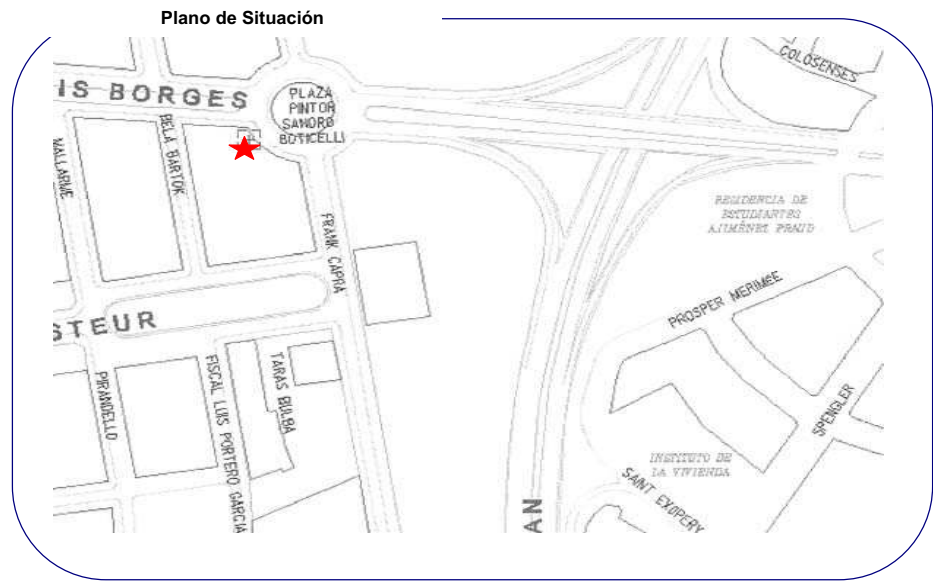 Plano de Situación
COLOSENSES
IS BORGES
PLAZA
PINTOR
SANDRO
BOTICELLI
MALLARME
BELA BARTOK
RESIDENCIA DE
ESTUDIANTES
FRANK CAPRA
PROSPER MERIMEE
STEUR
PIRANDELLO
FISCAL LUIS PORTERO GARCIA
TARAS BULBA
SPENGLER
INSTITUTO DE
LA VIVIENDA
SAINT EXOPERY
AN